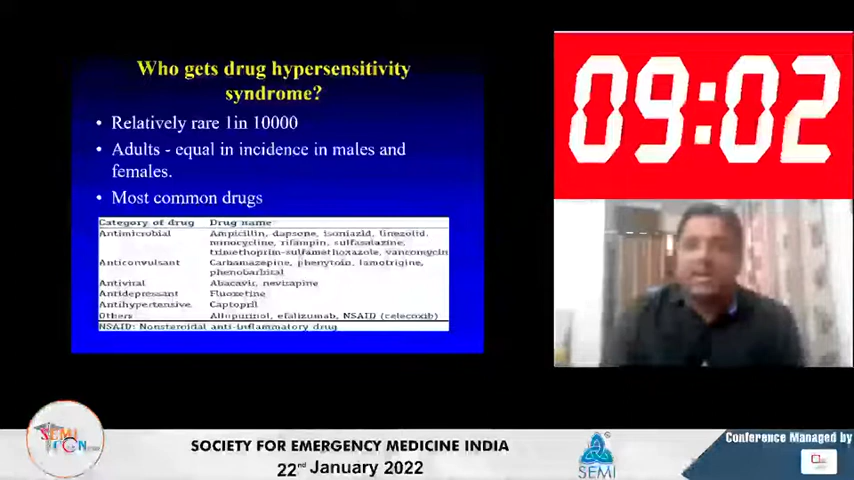 Who gets drug hypersensitivity
syndrome?
• Relatively rare 1in 10000
• Adults - equal in incidence in males and
females.
• Most common drugs
Category of drug Drug name
Antimicrobial Ampicillin, dapsone, isoniazid, linezolid,
minocycline, rifampin, sulfasalazine,
trimethoprim-sulfamethoxazole, vancomycin
Anticonvulsant Carbamazepine, phenytoin, lamotrigine,
phenobarbital
Antiviral Abacavir, nevirapine
Antidepressant Fluoxetine
Antihypertensive Captopril
Others Allopurinol, efalizumab, NSAID (celecoxib)
NSAID: Nonsteroidal anti-inflammatory drug
09:02
SOCIETY FOR EMERGENCY MEDICINE INDIA
22nd January 2022
SEMI
Conference Managed by